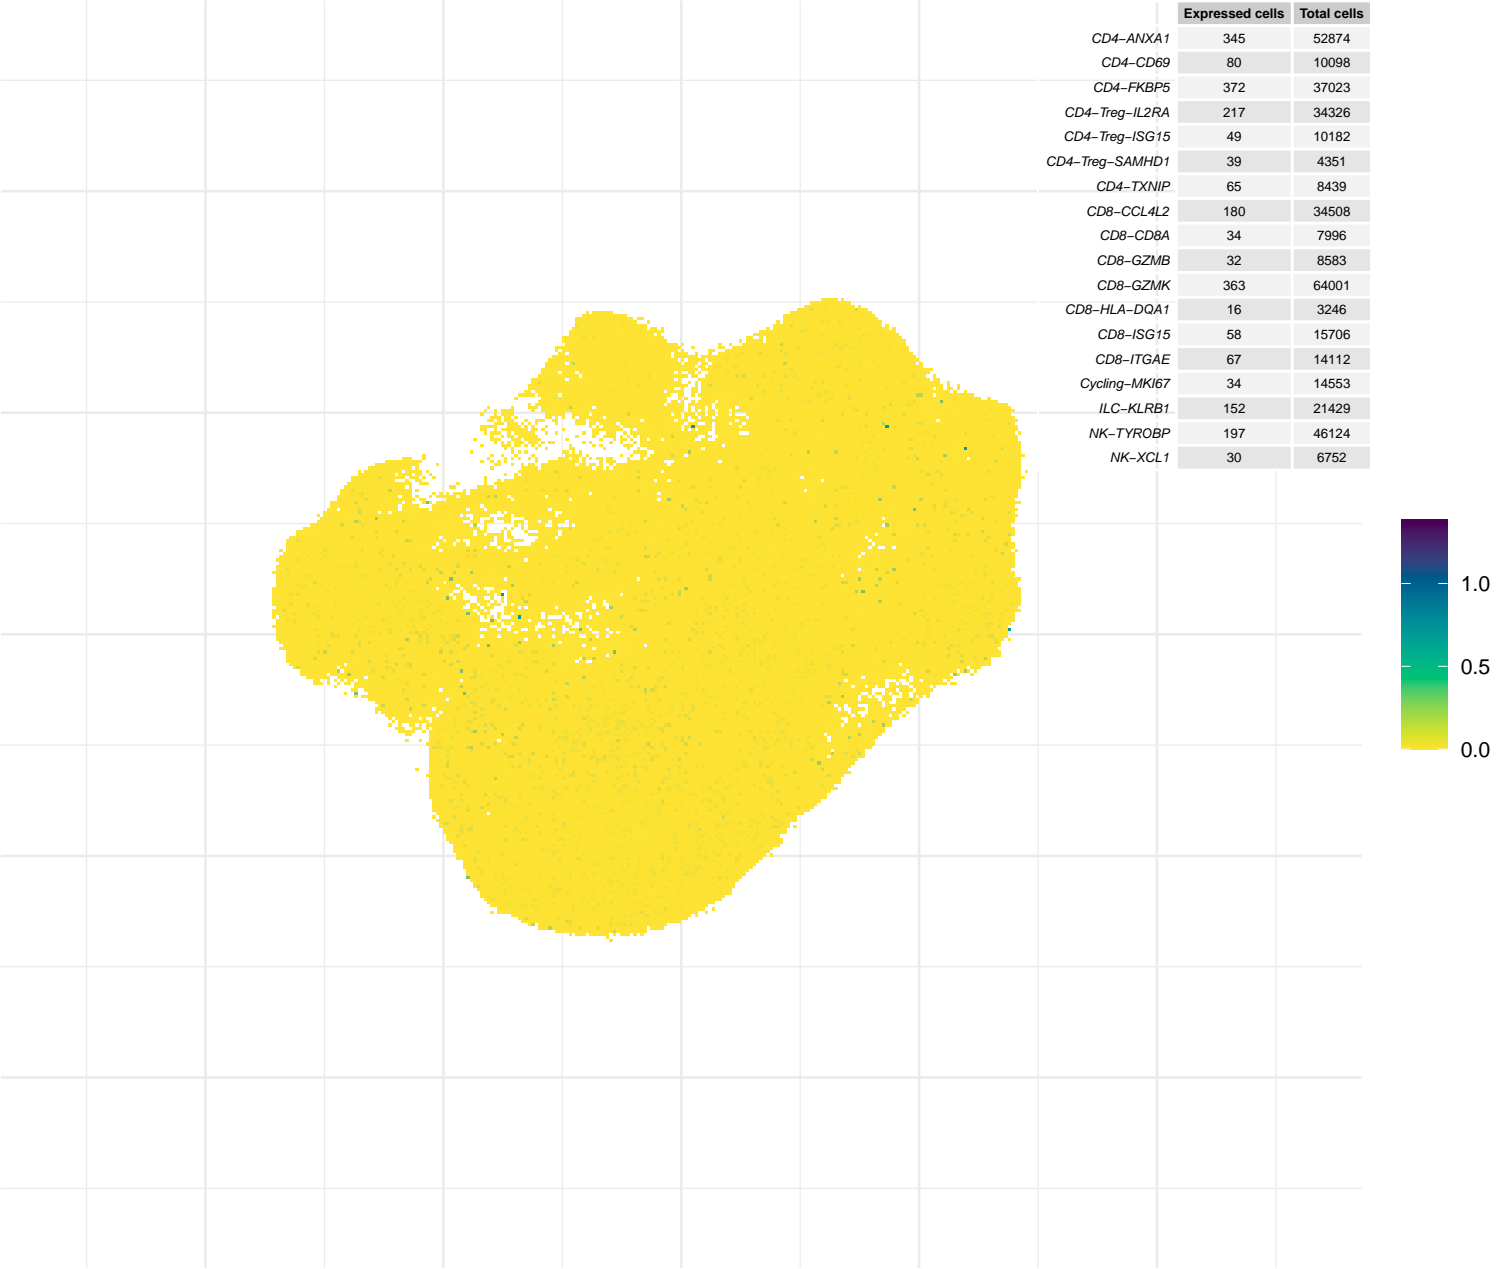 Expressed cells Total cells
CD4−ANXA1 345 52874
CD4−CD69 80 10098
CD4−FKBP5 372 37023
CD4−Treg−IL2RA 217 34326
CD4−Treg−ISG15 49 10182
CD4−Treg−SAMHD1 39 4351
CD4−TXNIP 65 8439
CD8−CCL4L2 180 34508
CD8−CD8A 34 7996
CD8−GZMB 32 8583
CD8−GZMK 363 64001
CD8−HLA−DQA1 16 3246
CD8−ISG15 58 15706
CD8−ITGAE 67 14112
Cycling−MKI67 34 14553
ILC−KLRB1 152 21429
NK−TYROBP 197 46124
NK−XCL1 30 6752
1.0
0.5
0.0